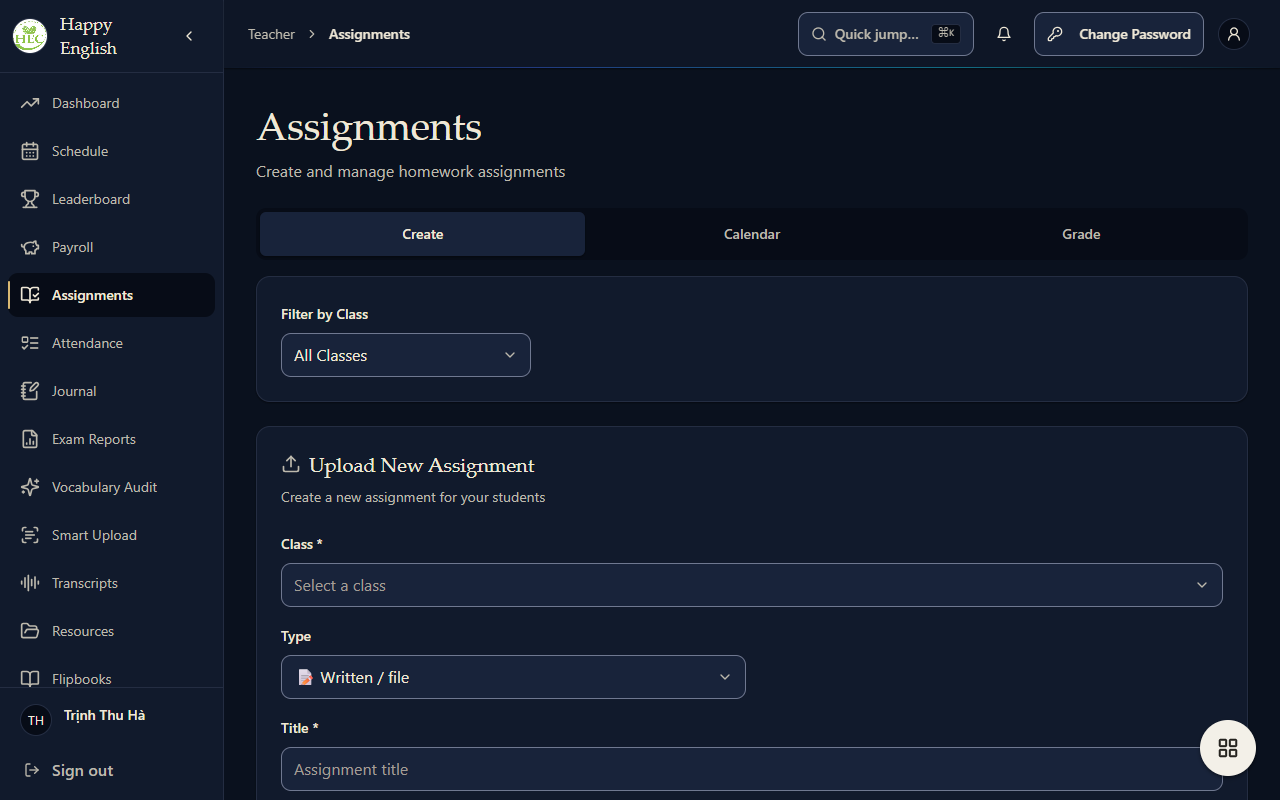 HEC
Happy
English
Teacher
Assignments
Quick jump...
⌘K
Change Password
Dashboard
Schedule
Leaderboard
Payroll
Assignments
Attendance
Journal
Exam Reports
Vocabulary Audit
Smart Upload
Transcripts
Resources
Flipbooks
TH
Trịnh Thu Hà
Sign out
Assignments
Create and manage homework assignments
Create
Calendar
Grade
Filter by Class
All Classes
Upload New Assignment
Create a new assignment for your students
Class *
Select a class
Type
Written / file
Title *
Assignment title